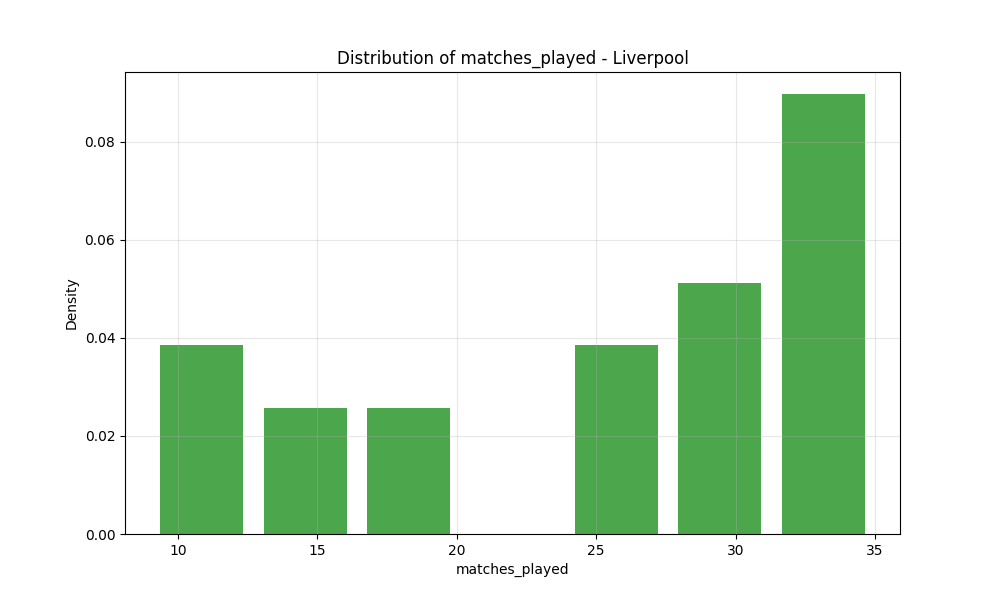 Distribution of matches_played - Liverpool
Density
0.08
0.06
0.04
0.02
0.00
10 15 20 25 30 35
matches_played